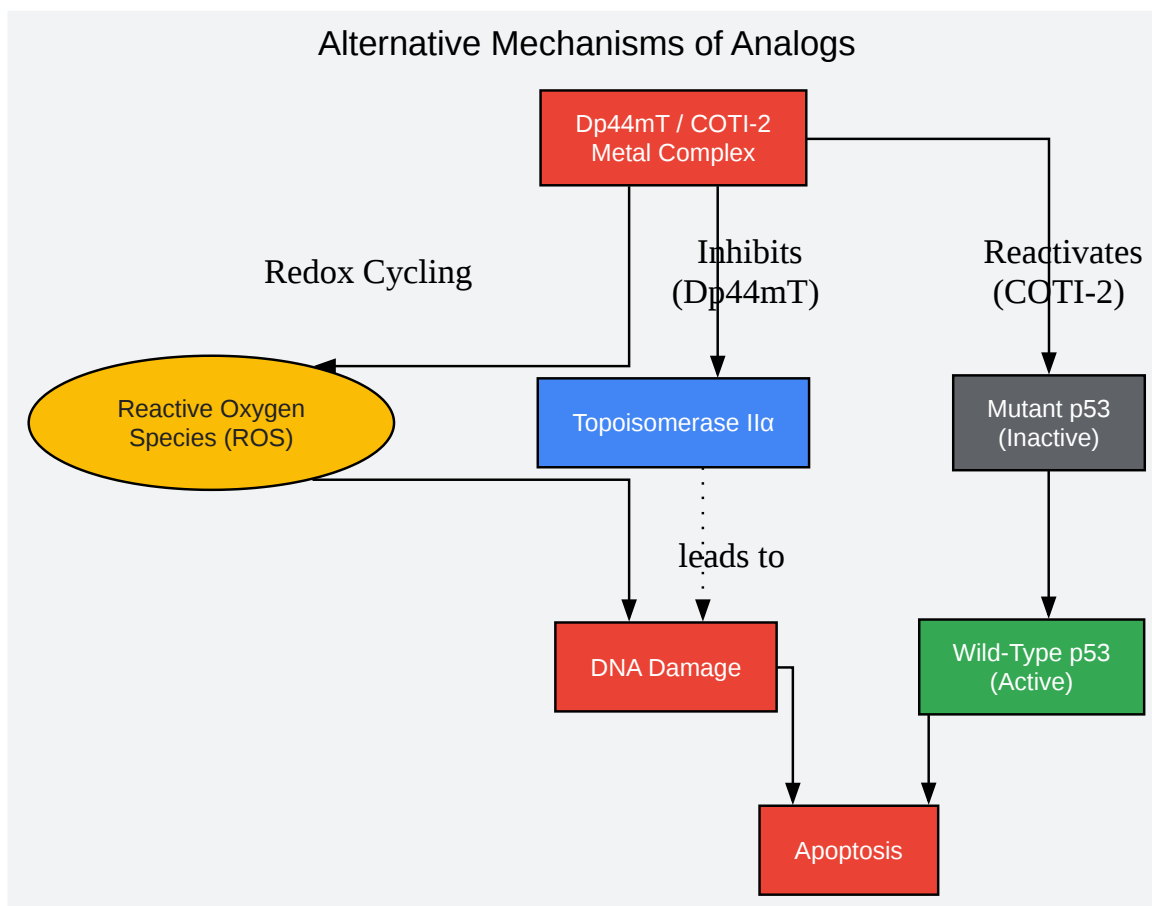 Alternative Mechanisms of Analogs
Dp44mT / COTI-2
Metal Complex
Redox Cycling
Inhibits
(Dp44mT)
Reactivates
(COTI-2)
Reactive Oxygen
Species (ROS)
Topoisomerase IIα
Mutant p53
(Inactive)
leads to
DNA Damage
Wild-Type p53
(Active)
Apoptosis